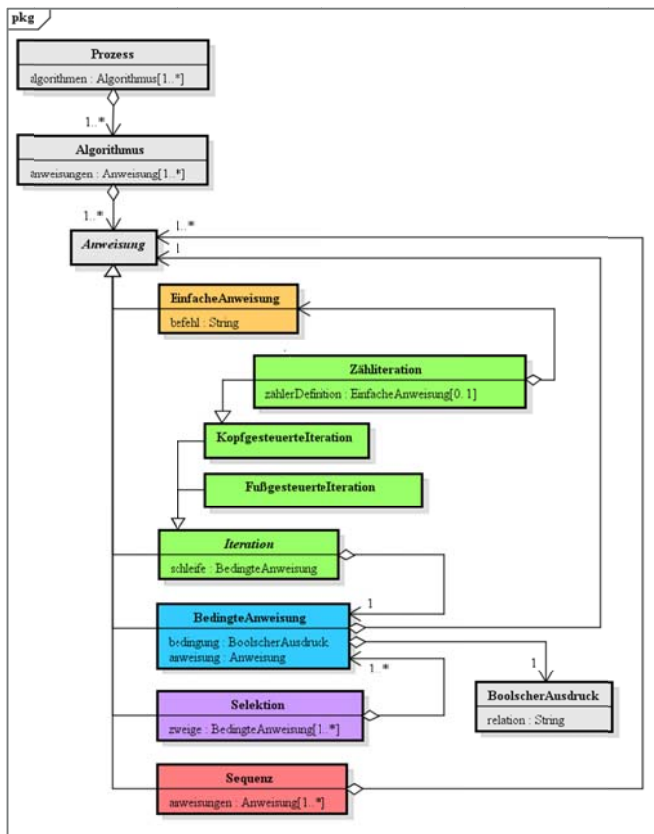 pkg
Prozess
algorithmen : Algorithmus[1..*]
1..*
Algorithmus
anweisungen : Anweisung[1..*]
1..*
Anweisung
1..*
1
EinfacheAnweisung
befehl : String
Zähliteration
zählerDefinition : EinfacheAnweisung[0..1]
KopfgesteuerteIteration
FußgesteuerteIteration
Iteration
schleife : BedingteAnweisung
1
BedingteAnweisung
bedingung : BoolscherAusdruck
anweisung : Anweisung
1..*
1
Selektion
zweige : BedingteAnweisung[1..*]
BoolscherAusdruck
relation : String
Sequenz
anweisungen : Anweisung[1..*]